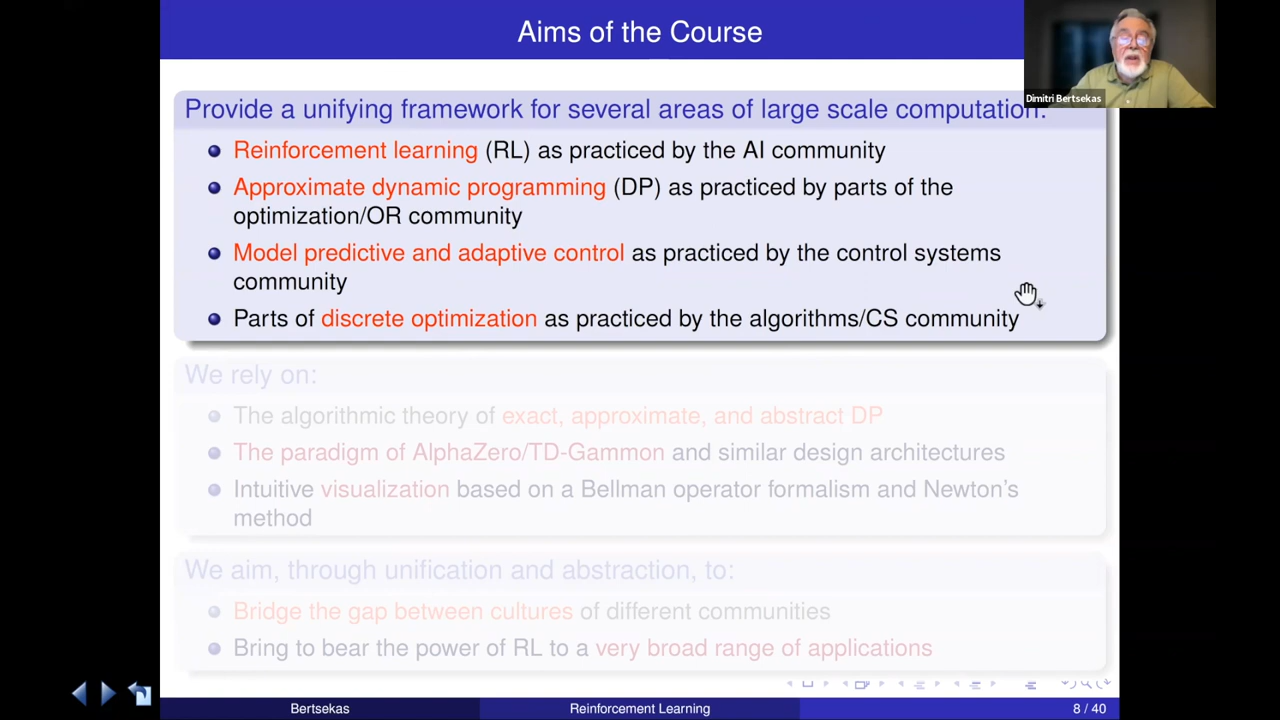 Aims of the Course
Dimitri Bertsekas
Provide a unifying framework for several areas of large scale computation:
Reinforcement learning (RL) as practiced by the AI community
Approximate dynamic programming (DP) as practiced by parts of the
optimization/OR community
Model predictive and adaptive control as practiced by the control systems
community
Parts of discrete optimization as practiced by the algorithms/CS community
We rely on:
The algorithmic theory of exact, approximate, and abstract DP
The paradigm of AlphaZero/TD-Gammon and similar design architectures
Intuitive visualization based on a Bellman operator formalism and Newton's
method
We aim, through unification and abstraction, to:
Bridge the gap between cultures of different communities
Bring to bear the power of RL to a very broad range of applications
Bertsekas
Reinforcement Learning
8 / 40